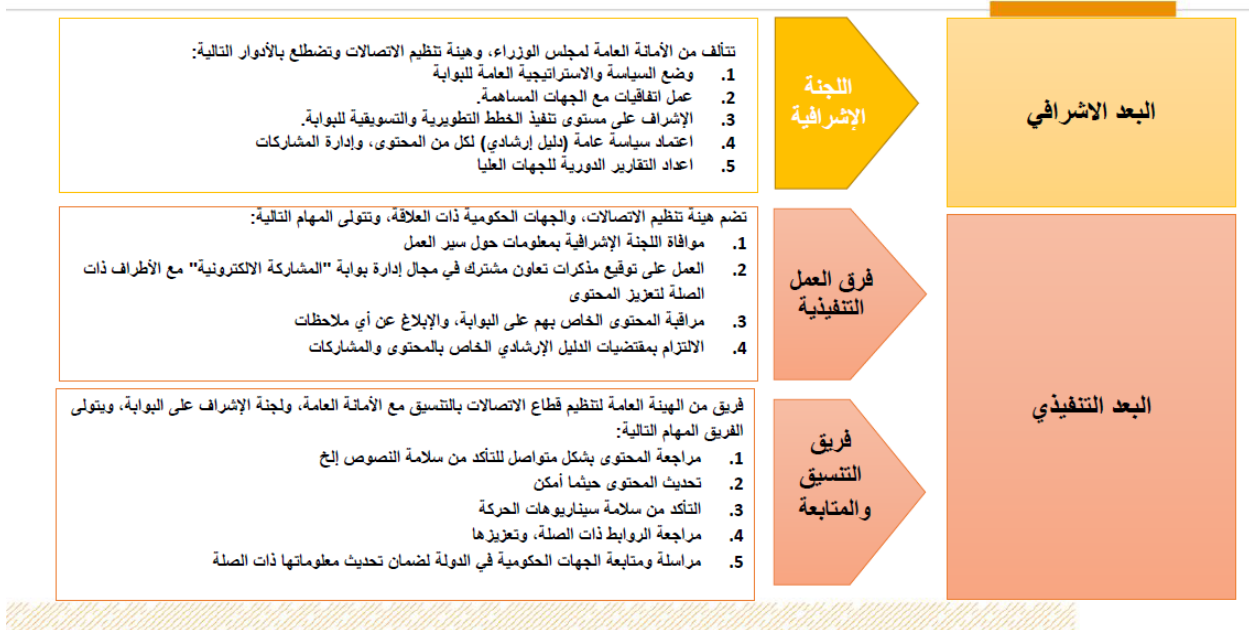 البعد الاشرافي
اللجنة
الإشرافية
تتألف من الأمانة العامة لمجلس الوزراء، وهيئة تنظيم الاتصالات وتضطلع بالأدوار التالية:
1. وضع السياسة والاستراتيجية العامة للبوابة
2. عمل اتفاقيات مع الجهات المساهمة.
3. الإشراف على مستوى تنفيذ الخطط التطويرية والتسويقية للبوابة.
4. اعتماد سياسة عامة (دليل إرشادي) لكل من المحتوى، وإدارة المشاركات
5. اعداد التقارير الدورية للجهات العليا
البعد التنفيذي
فرق العمل
التنفيذية
تضم هيئة تنظيم الاتصالات، والجهات الحكومية ذات العلاقة، وتتولى المهام التالية:
1. موافاة اللجنة الإشرافية بمعلومات حول سير العمل
2. العمل على توقيع مذكرات تعاون مشترك في مجال إدارة بوابة "المشاركة الالكترونية" مع الأطراف ذات
الصلة لتعزيز المحتوى
3. مراقبة المحتوى الخاص بهم على البوابة، والإبلاغ عن أي ملاحظات
4. الالتزام بمقتضيات الدليل الإرشادي الخاص بالمحتوى والمشاركات
فريق
التنسيق
والمتابعة
فريق من الهيئة العامة لتنظيم قطاع الاتصالات بالتنسيق مع الأمانة العامة، ولجنة الإشراف على البوابة، ويتولى
الفريق المهام التالية:
1. مراجعة المحتوى بشكل متواصل للتأكد من سلامة النصوص إلخ
2. تحديث المحتوى حيثما أمكن
3. التأكد من سلامة سيناريوهات الحركة
4. مراجعة الروابط ذات الصلة، وتعزيزها
5. مراسلة ومتابعة الجهات الحكومية في الدولة لضمان تحديث معلوماتها ذات الصلة